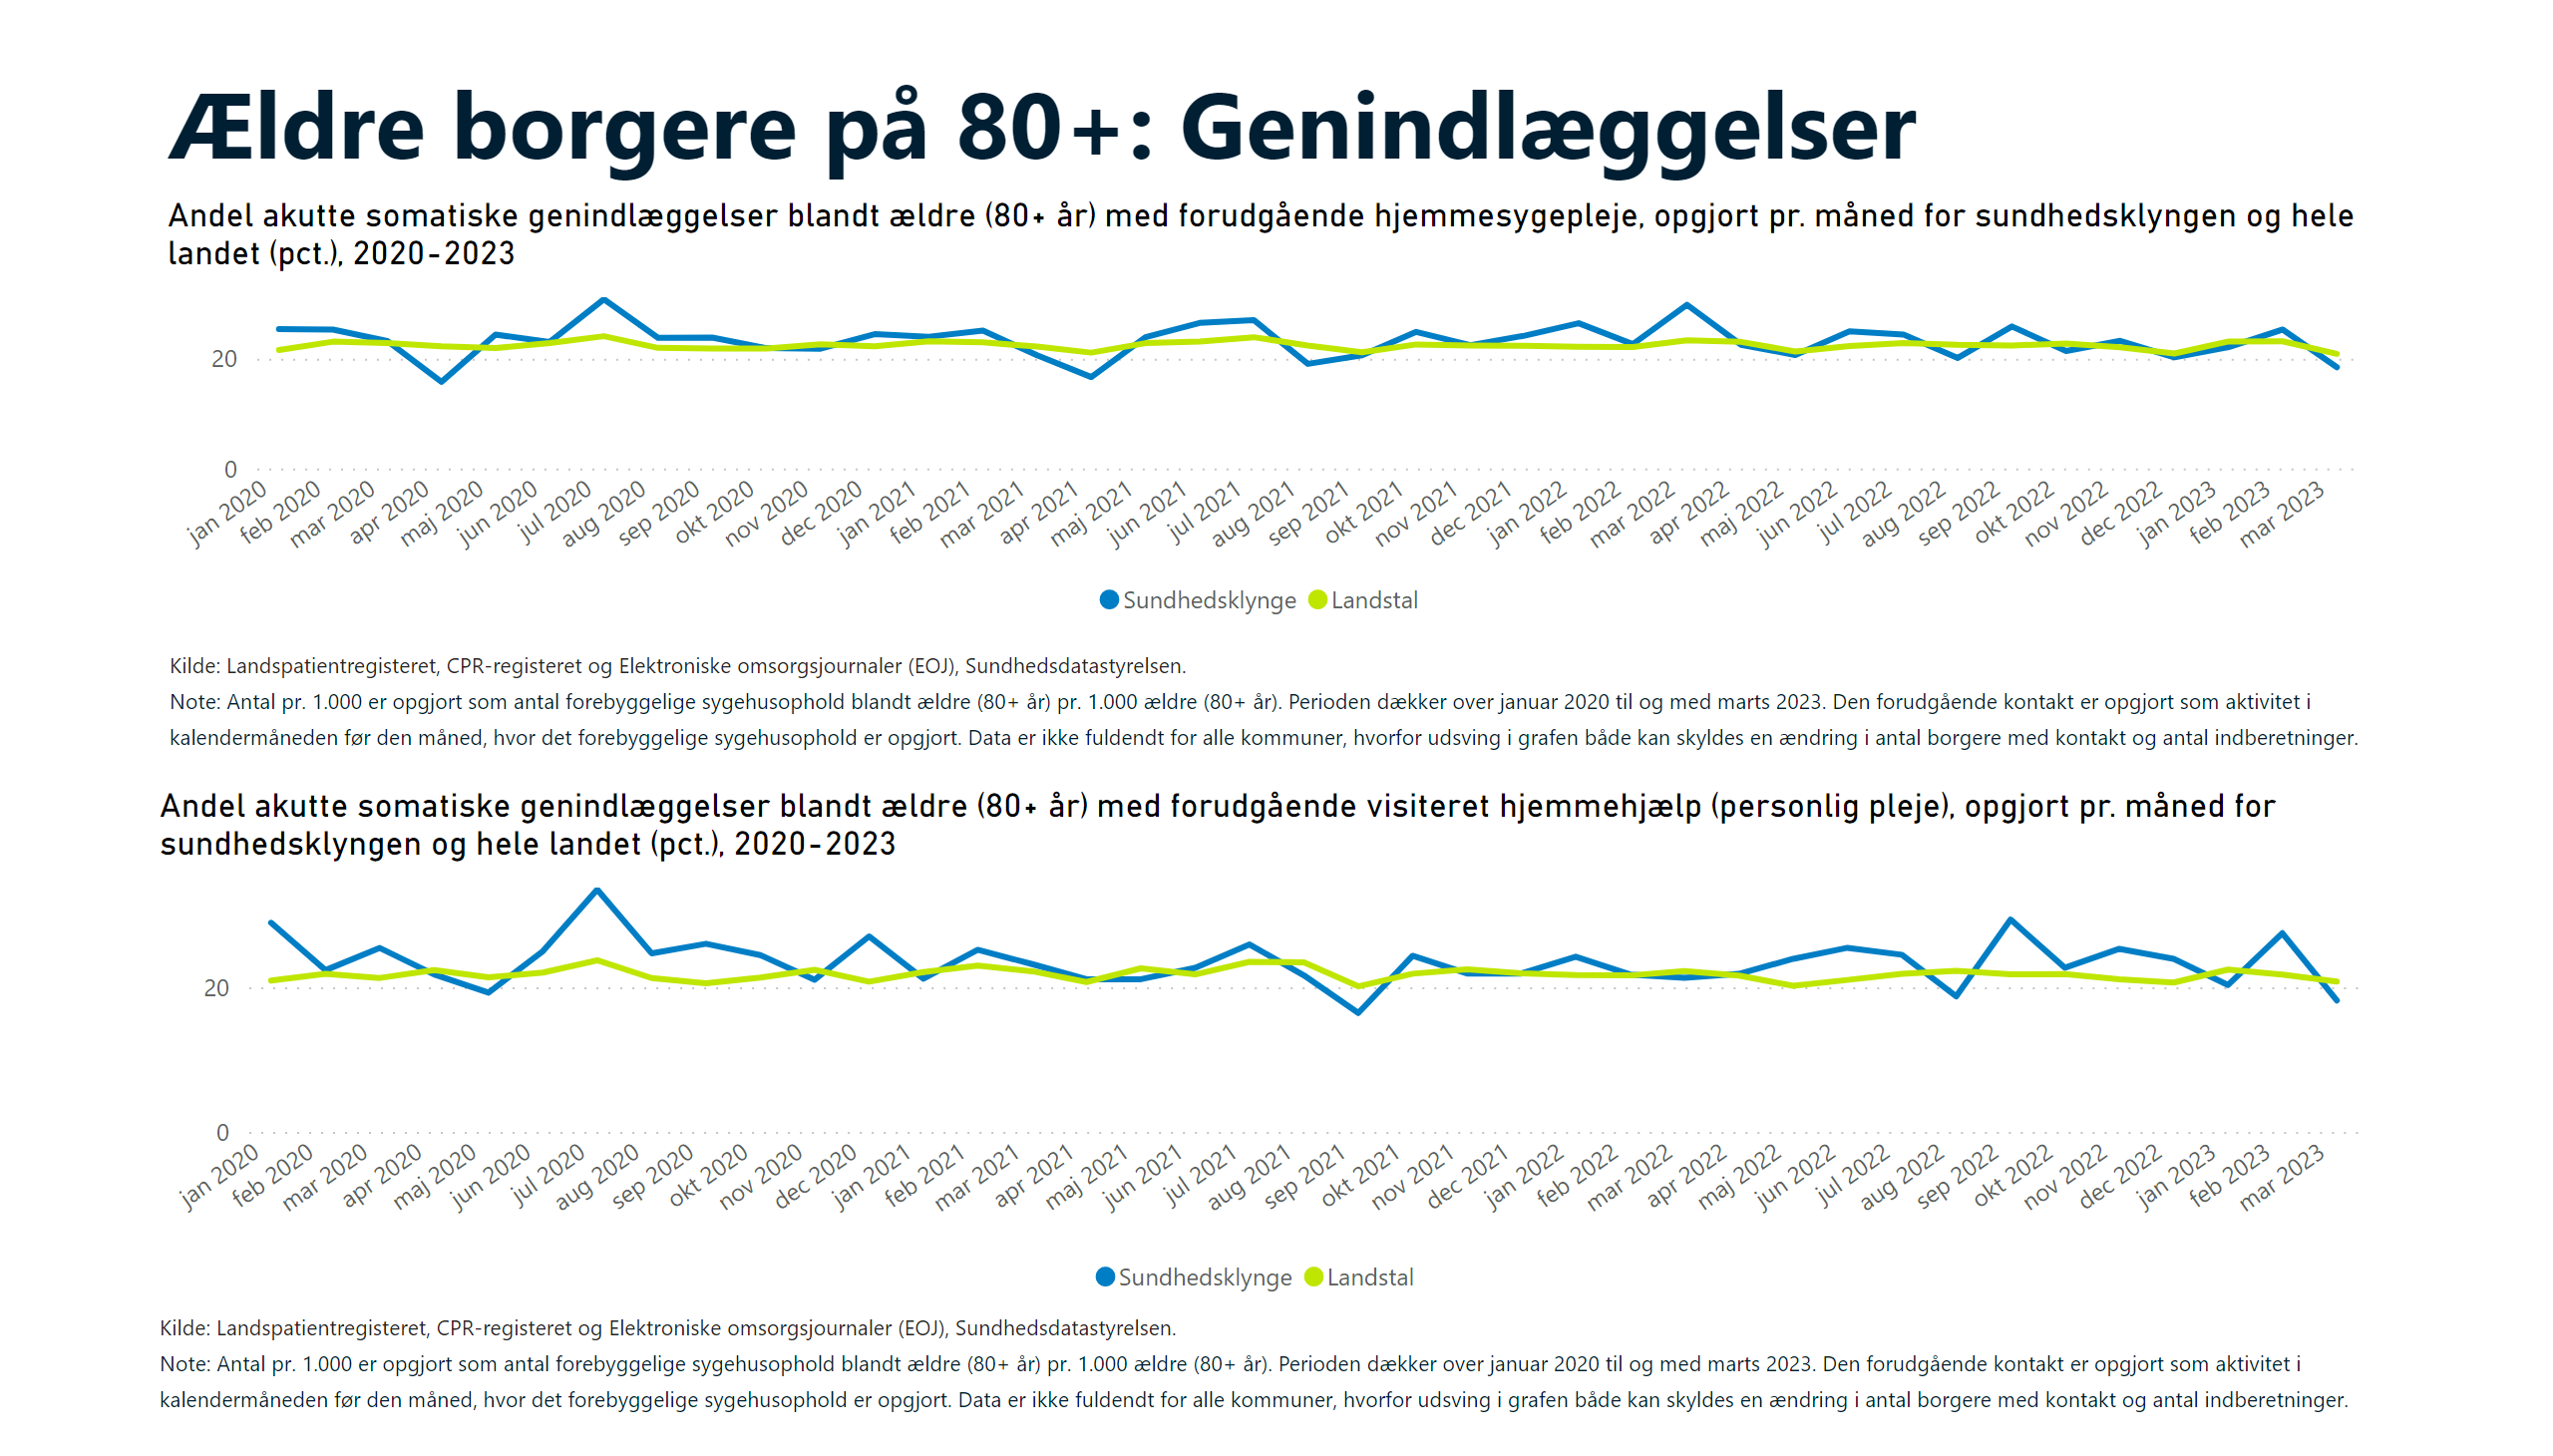 Ældre borgere på 80+: Genindlæggelser
Andel akutte somatiske genindlæggelser blandt ældre (80+ år) med forudgående hjemmesygepleje, opgjort pr. måned for sundhedsklyngen og hele
landet (pct.), 2020-2023
20
0
jan 2020 feb 2020 mar 2020 apr 2020 maj 2020 jun 2020 jul 2020 aug 2020 sep 2020 okt 2020 nov 2020 dec 2020 jan 2021 feb 2021 mar 2021 apr 2021 maj 2021 jun 2021 jul 2021 aug 2021 sep 2021 okt 2021 nov 2021 dec 2021 jan 2022 feb 2022 mar 2022 apr 2022 maj 2022 jun 2022 jul 2022 aug 2022 sep 2022 okt 2022 nov 2022 dec 2022 jan 2023 feb 2023 mar 2023
Sundhedsklynge Landstal
Kilde: Landspatientregisteret, CPR-registeret og Elektroniske omsorgsjournaler (EOJ), Sundhedsdatastyrelsen.
Note: Antal pr. 1.000 er opgjort som antal forebyggelige sygehusophold blandt ældre (80+ år) pr. 1.000 ældre (80+ år). Perioden dækker over januar 2020 til og med marts 2023. Den forudgående kontakt er opgjort som aktivitet i
kalendermåneden før den måned, hvor det forebyggelige sygehusophold er opgjort. Data er ikke fuldendt for alle kommuner, hvorfor udsving i grafen både kan skyldes en ændring i antal borgere med kontakt og antal indberetninger.
Andel akutte somatiske genindlæggelser blandt ældre (80+ år) med forudgående visiteret hjemmehjælp (personlig pleje), opgjort pr. måned for
sundhedsklyngen og hele landet (pct.), 2020-2023
20
0
jan 2020 feb 2020 mar 2020 apr 2020 maj 2020 jun 2020 jul 2020 aug 2020 sep 2020 okt 2020 nov 2020 dec 2020 jan 2021 feb 2021 mar 2021 apr 2021 maj 2021 jun 2021 jul 2021 aug 2021 sep 2021 okt 2021 nov 2021 dec 2021 jan 2022 feb 2022 mar 2022 apr 2022 maj 2022 jun 2022 jul 2022 aug 2022 sep 2022 okt 2022 nov 2022 dec 2022 jan 2023 feb 2023 mar 2023
Sundhedsklynge Landstal
Kilde: Landspatientregisteret, CPR-registeret og Elektroniske omsorgsjournaler (EOJ), Sundhedsdatastyrelsen.
Note: Antal pr. 1.000 er opgjort som antal forebyggelige sygehusophold blandt ældre (80+ år) pr. 1.000 ældre (80+ år). Perioden dækker over januar 2020 til og med marts 2023. Den forudgående kontakt er opgjort som aktivitet i
kalendermåneden før den måned, hvor det forebyggelige sygehusophold er opgjort. Data er ikke fuldendt for alle kommuner, hvorfor udsving i grafen både kan skyldes en ændring i antal borgere med kontakt og antal indberetninger.